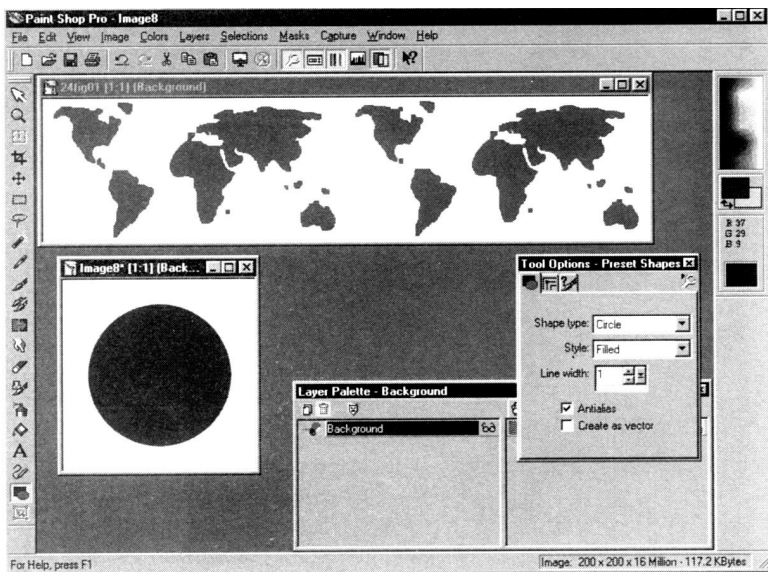 Paint Shop Pro - Image8
File Edit View Image Colors Layers Selections Masks Capture Window Help
24fig01 [1:1] (Background)
R 37
G 29
B 9
Image8* [1:1] (Back...
Tool Options - Preset Shapes
Shape type: Circle
Style: Filled
Line width: 1
Antialias
Create as vector
Layer Palette - Background
Background
A
For Help, press F1
Image: 200 x 200 x 16 Million - 117.2 KBytes